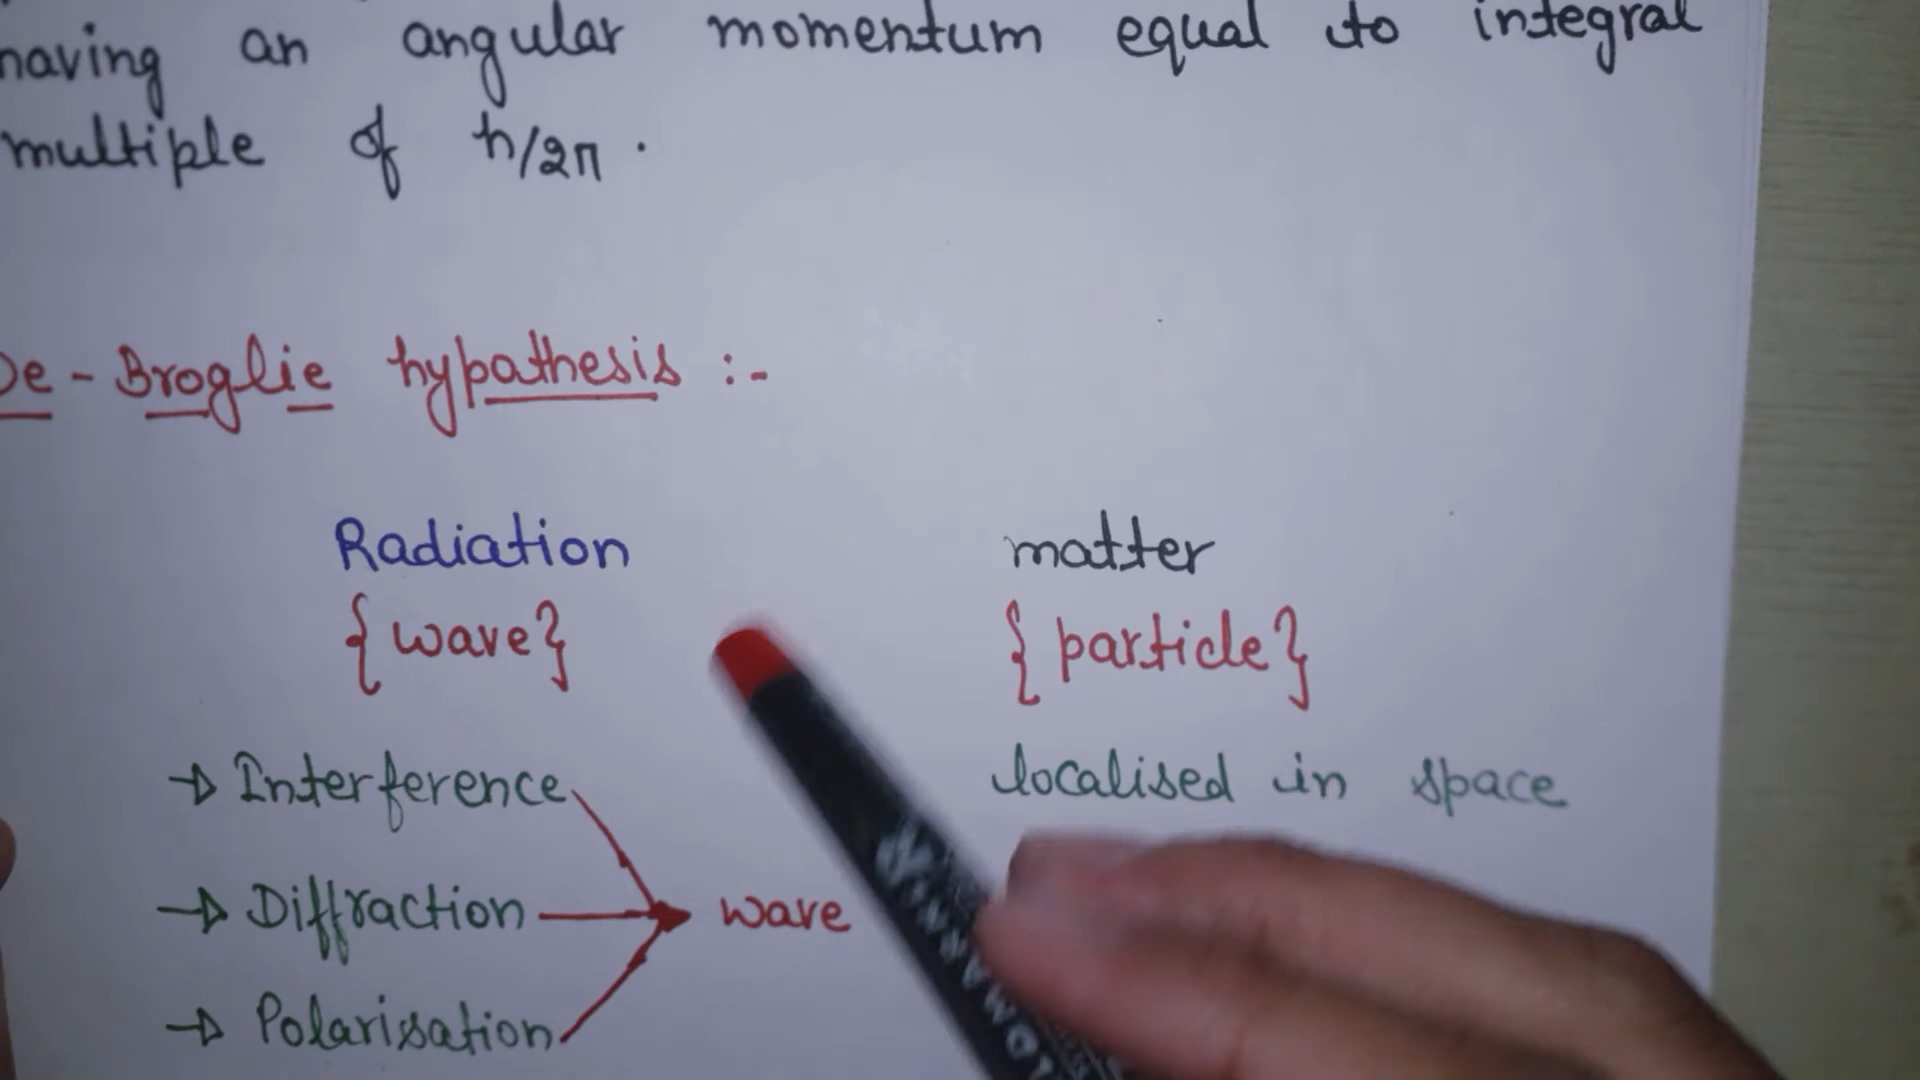 having an angular momentum equal to integral
multiple of h/2π .
De - Broglie hypathesis :-
Radiation matter
{ wave } { particle }
→ Interference localised in space
→ Diffraction → wave
→ Polarisation